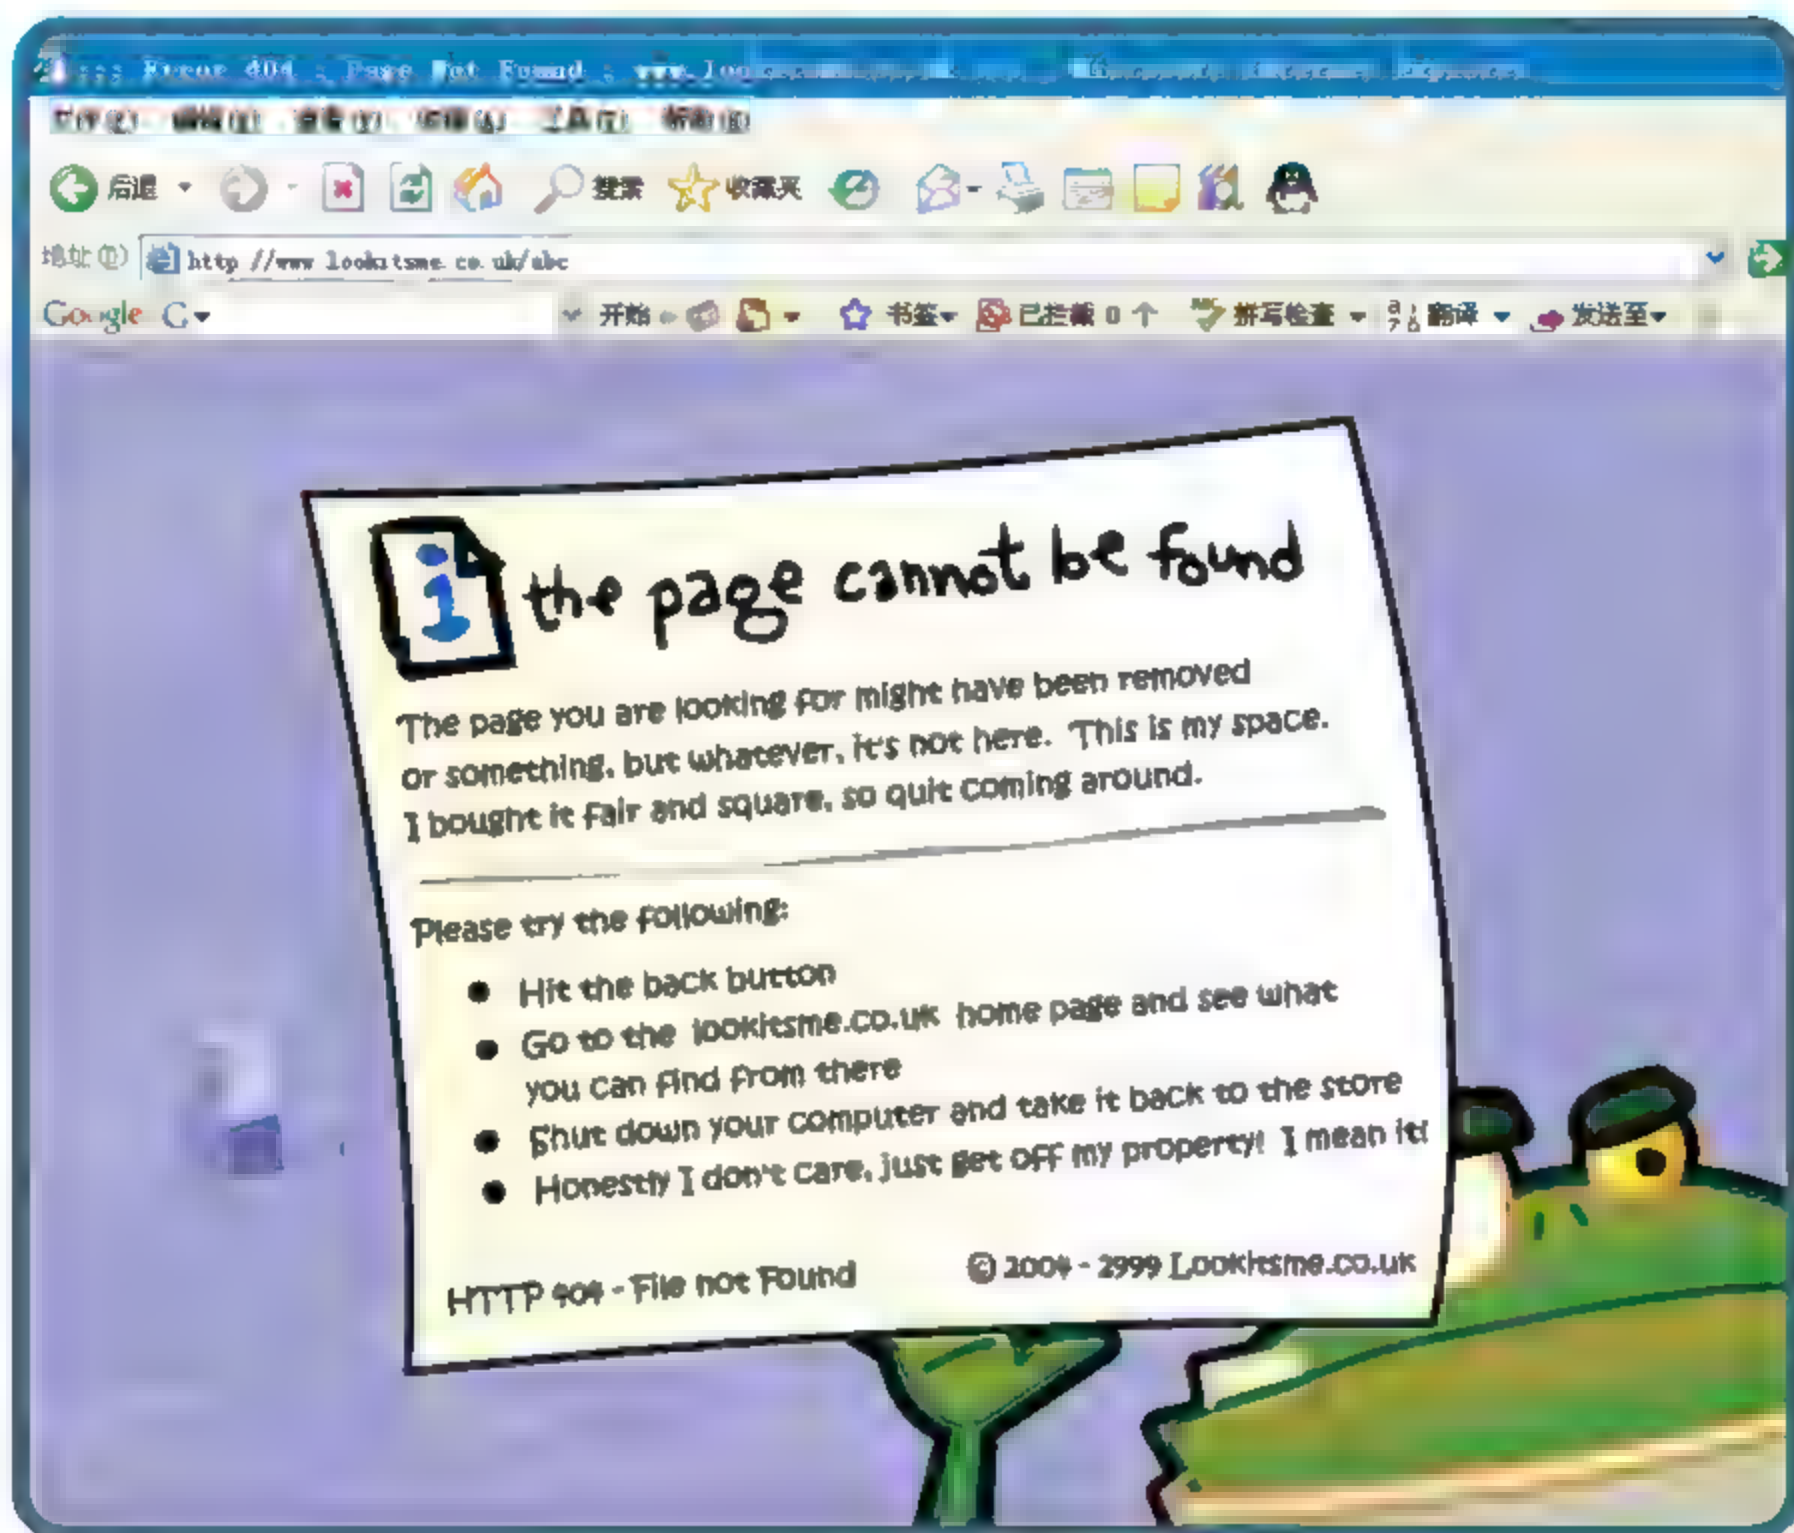 Error 404 : Page Not Found : www.loo
后退 搜索 收藏夹
地址(D) http://www.lookitsme.co.uk/abc
Google G 开始 书签 已拦截 0 拼写检查 翻译 发送至
i the page cannot be found
The page you are looking for might have been removed
or something, but whatever, it's not here. This is my space.
I bought it fair and square, so quit coming around.
Please try the following:
• Hit the back button
• Go to the lookitsme.co.uk home page and see what
you can find from there
• Shut down your computer and take it back to the store
• Honestly I don't care, just get off my property! I mean it!
HTTP 404 - File not Found © 2004 - 2999 Lookitsme.co.uk